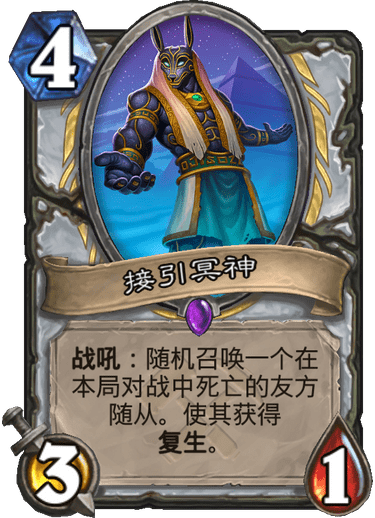 4
接引冥神
战吼：随机召唤一个在
本局对战中死亡的友方
随从。使其获得
复生。
3
1